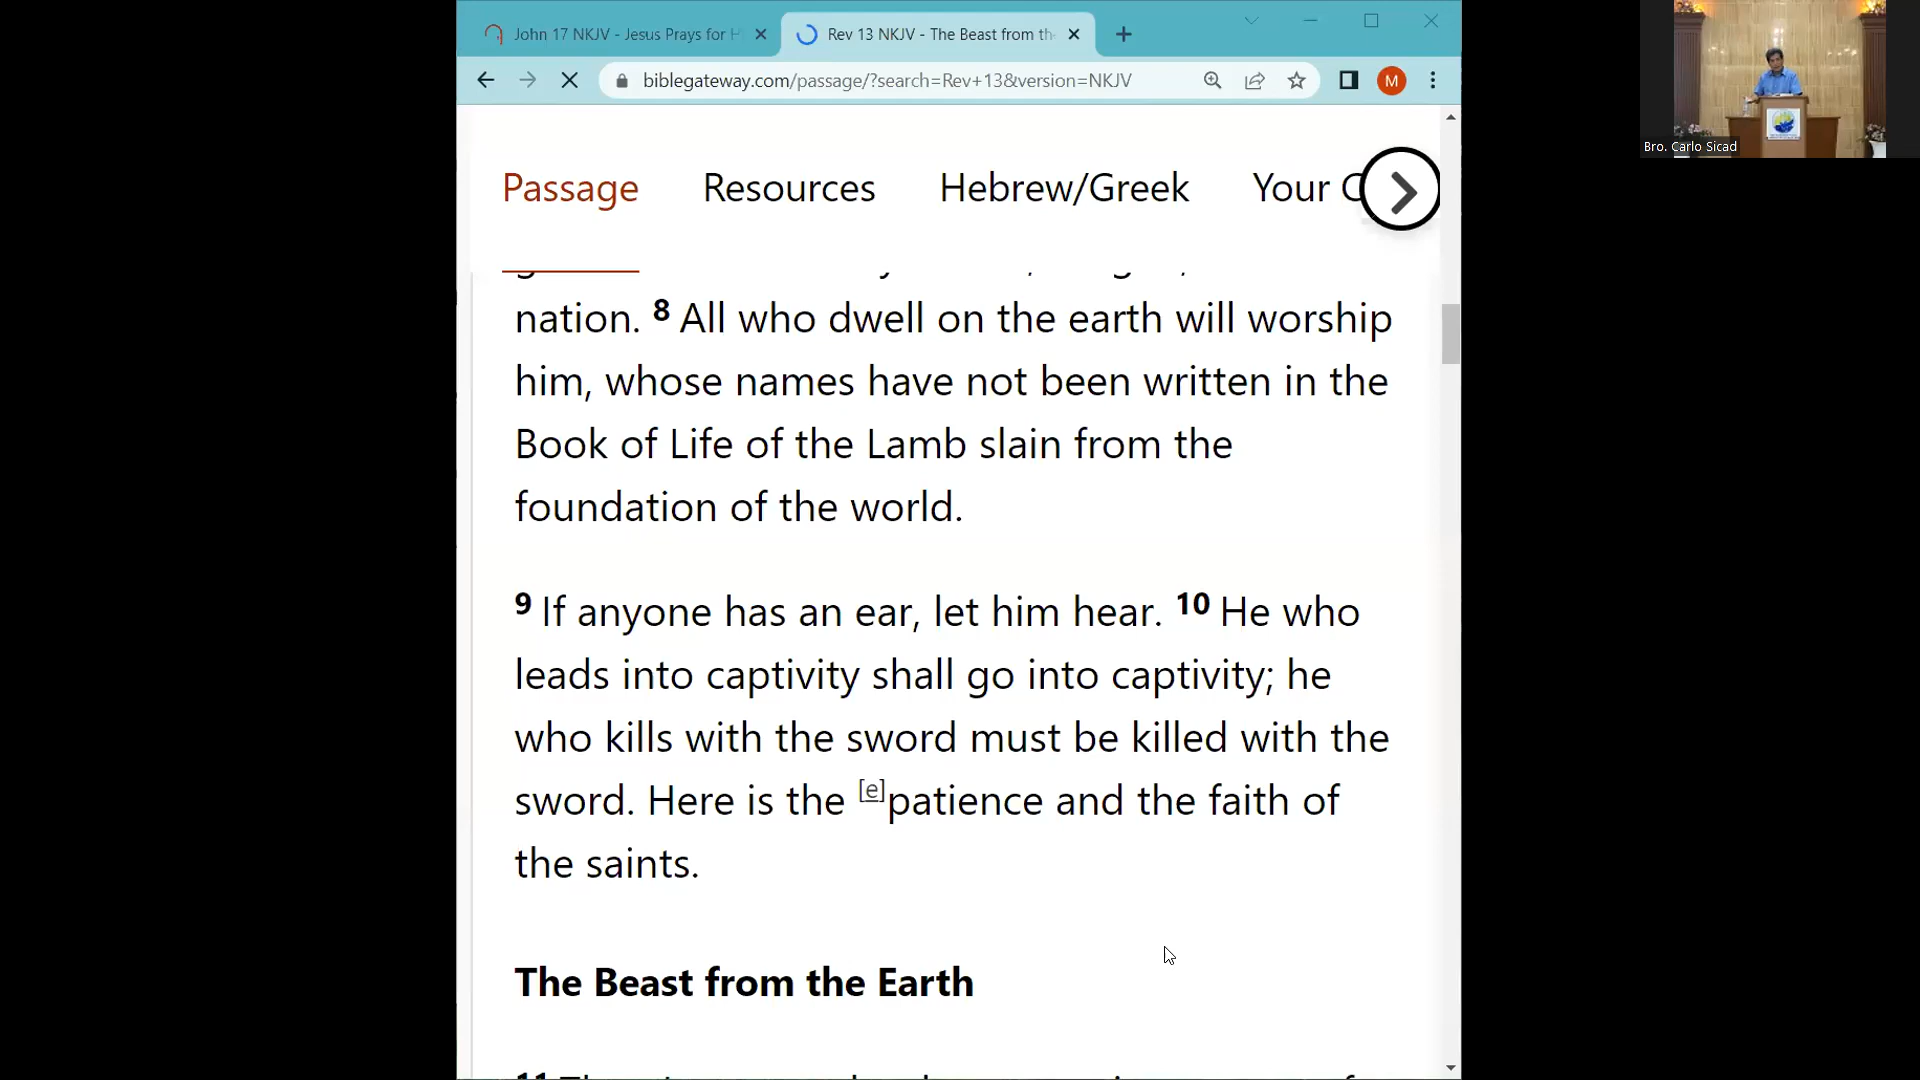 John 17 NKJV - Jesus Prays for H
Rev 13 NKJV - The Beast from the
biblegateway.com/passage/?search=Rev+13&version=NKJV
M
Bro. Carlo Sicad
Passage Resources Hebrew/Greek Your C
nation. 8 All who dwell on the earth will worship
him, whose names have not been written in the
Book of Life of the Lamb slain from the
foundation of the world.
9 If anyone has an ear, let him hear. 10 He who
leads into captivity shall go into captivity; he
who kills with the sword must be killed with the
sword. Here is the [e]patience and the faith of
the saints.
The Beast from the Earth